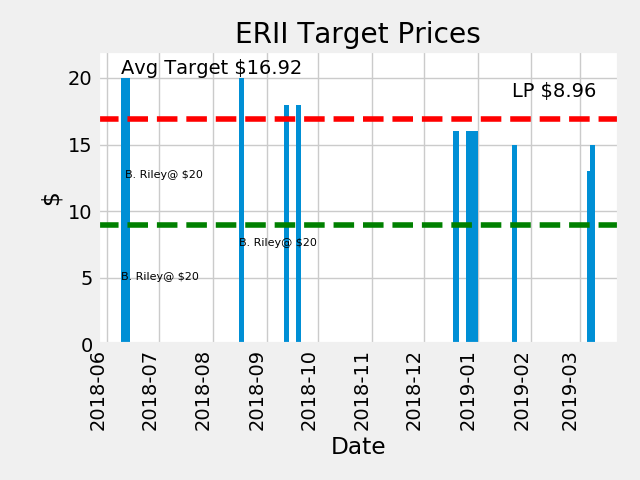 ERII Target Prices
Avg Target $16.92
LP $8.96
B. Riley@ $20
B. Riley@ $20
B. Riley@ $20
$
20
15
10
5
0
2018-06
2018-07
2018-08
2018-09
2018-10
2018-11
2018-12
2019-01
2019-02
2019-03
Date